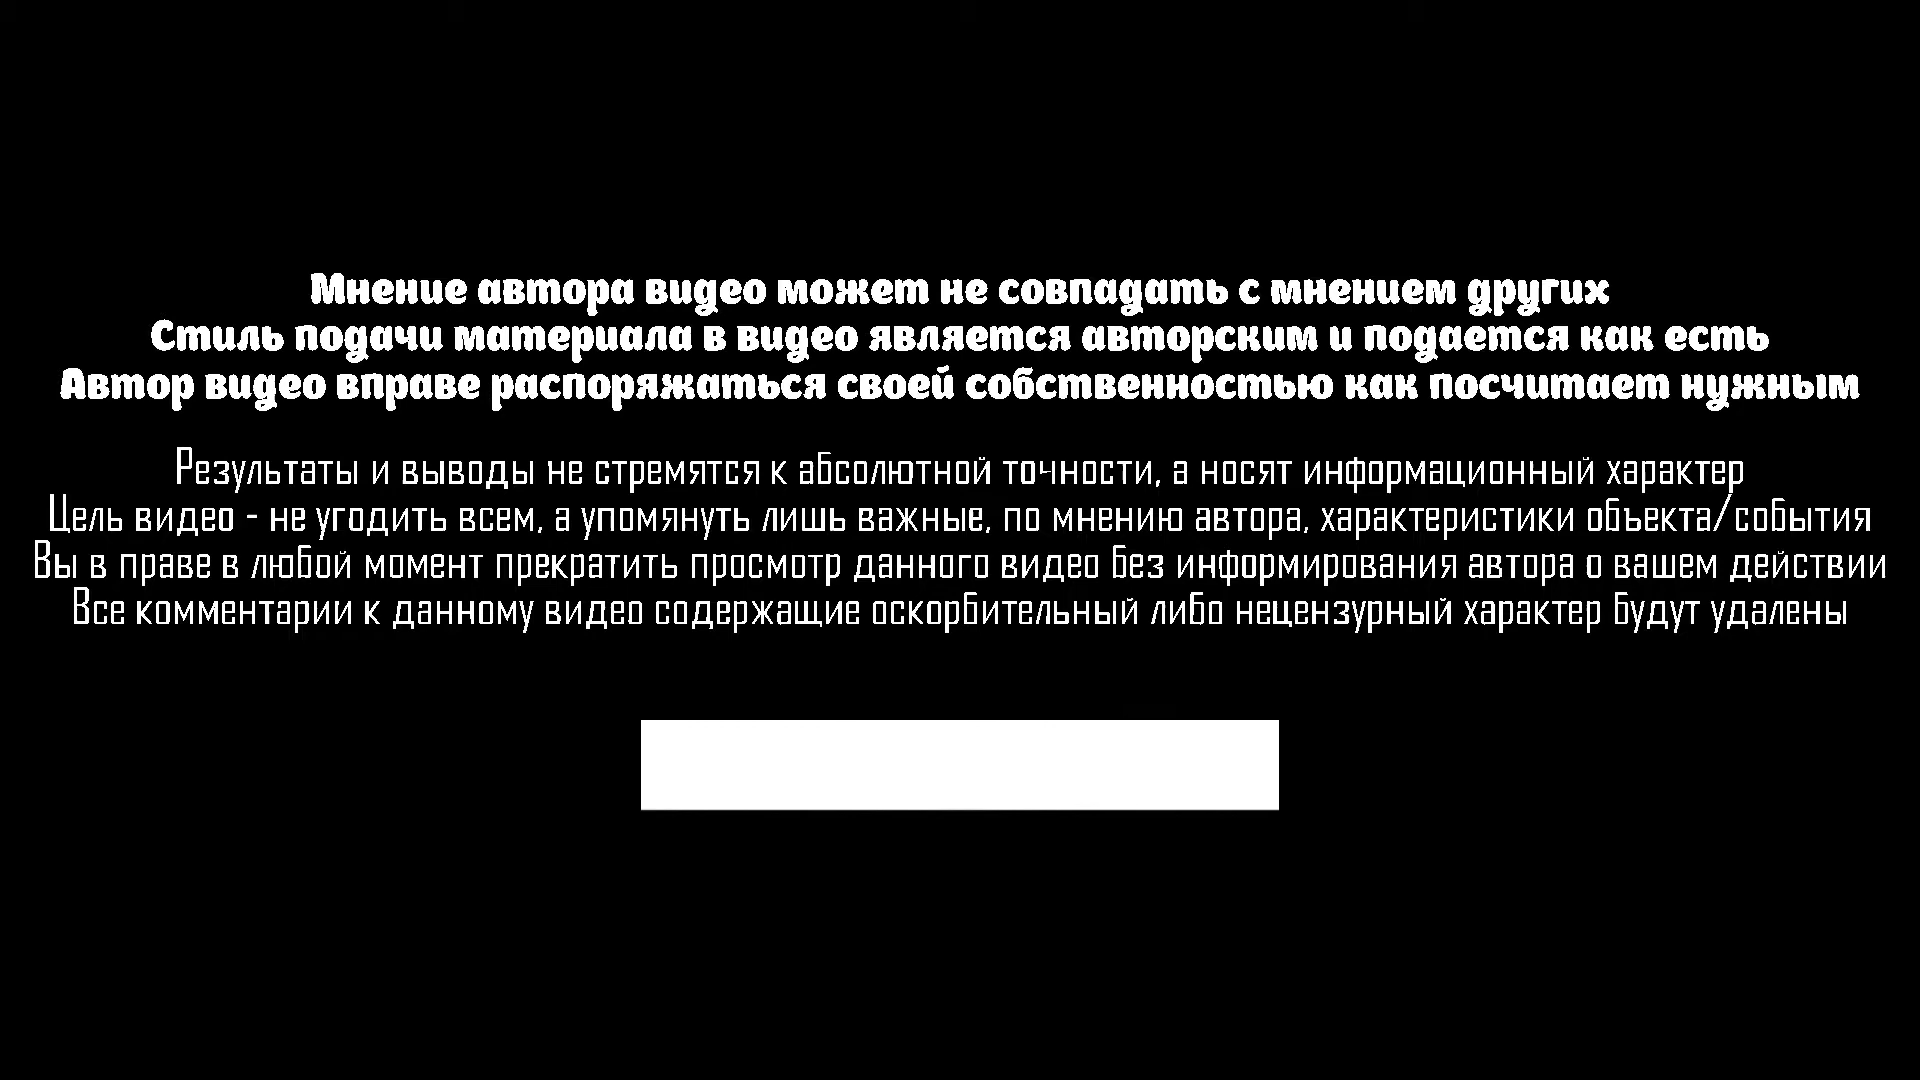 Мнение автора видео может не совпадать с мнением других
Стиль подачи материала в видео является авторским и подается как есть
Автор видео вправе распоряжаться своей собственностью как посчитает нужным
Результаты и выводы не стремятся к абсолютной точности, а носят информационный характер
Цель видео - не угодить всем, а упомянуть лишь важные, по мнению автора, характеристики объекта/события
Вы в праве в любой момент прекратить просмотр данного видео без информирования автора о вашем действии
Все комментарии к данному видео содержащие оскорбительный либо нецензурный характер будут удалены